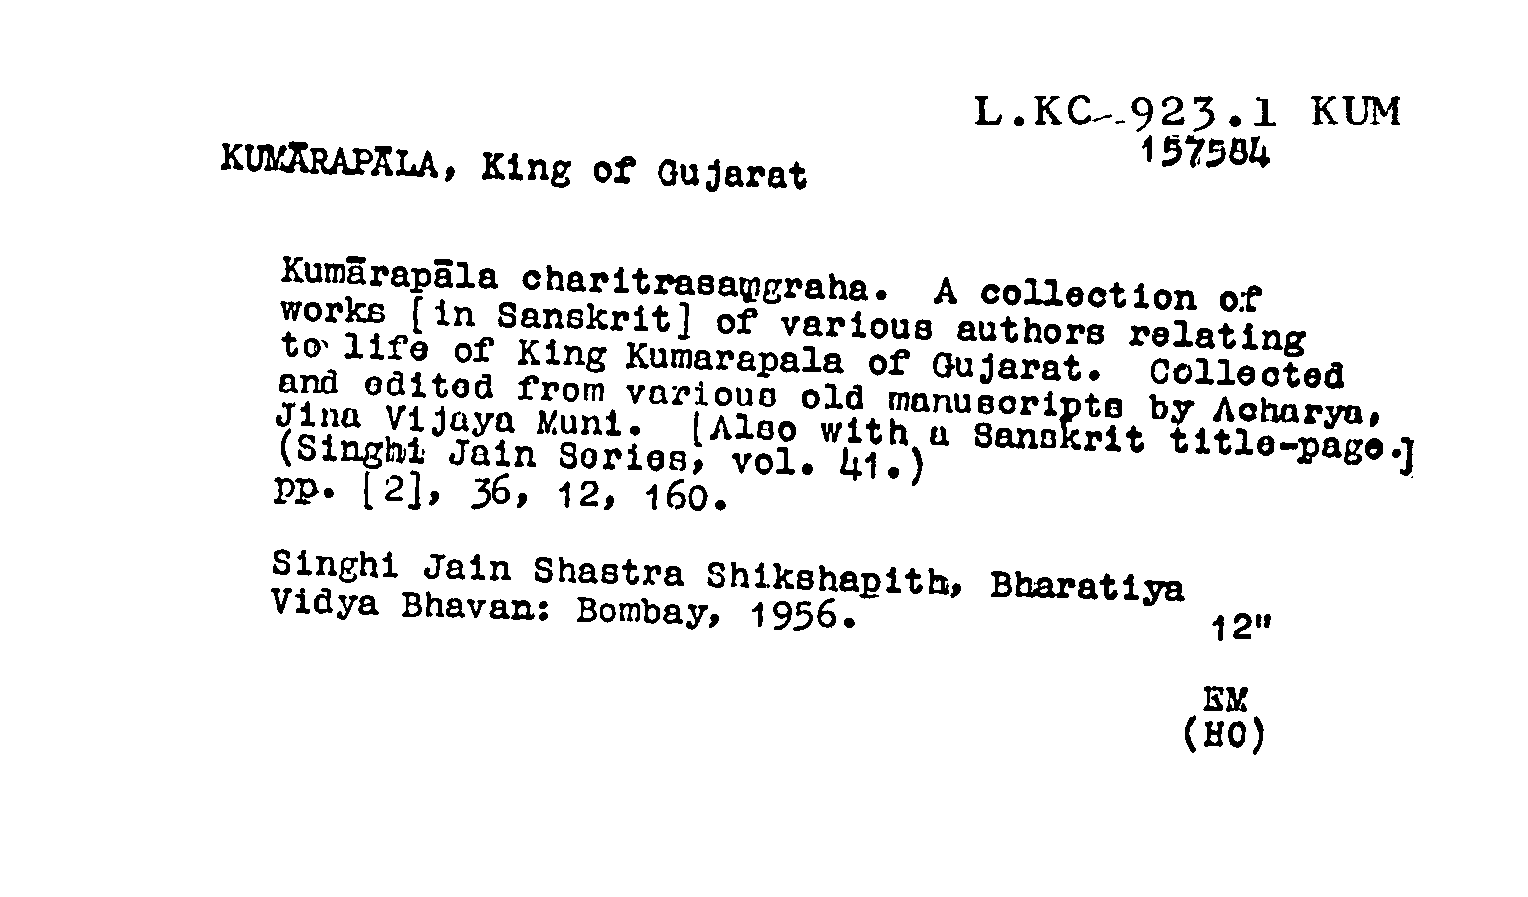 L.KC 923.1 KUM
157584
KUMĀRAPĀLA, King of Gujarat
Kumārapāla charitrasaṃgraha. A collection of
works [in Sanskrit] of various authors relating
to life of King Kumarapala of Gujarat. Collected
and edited from various old manuscripts by Acharya,
Jina Vijaya Muni. [Also with a Sanskrit title-page.]
(Singhi Jain Series, vol. 41.)
pp. [2], 36, 12, 160.
Singhi Jain Shastra Shikshapith, Bharatiya
Vidya Bhavan: Bombay, 1956.
12"
EM
(HO)